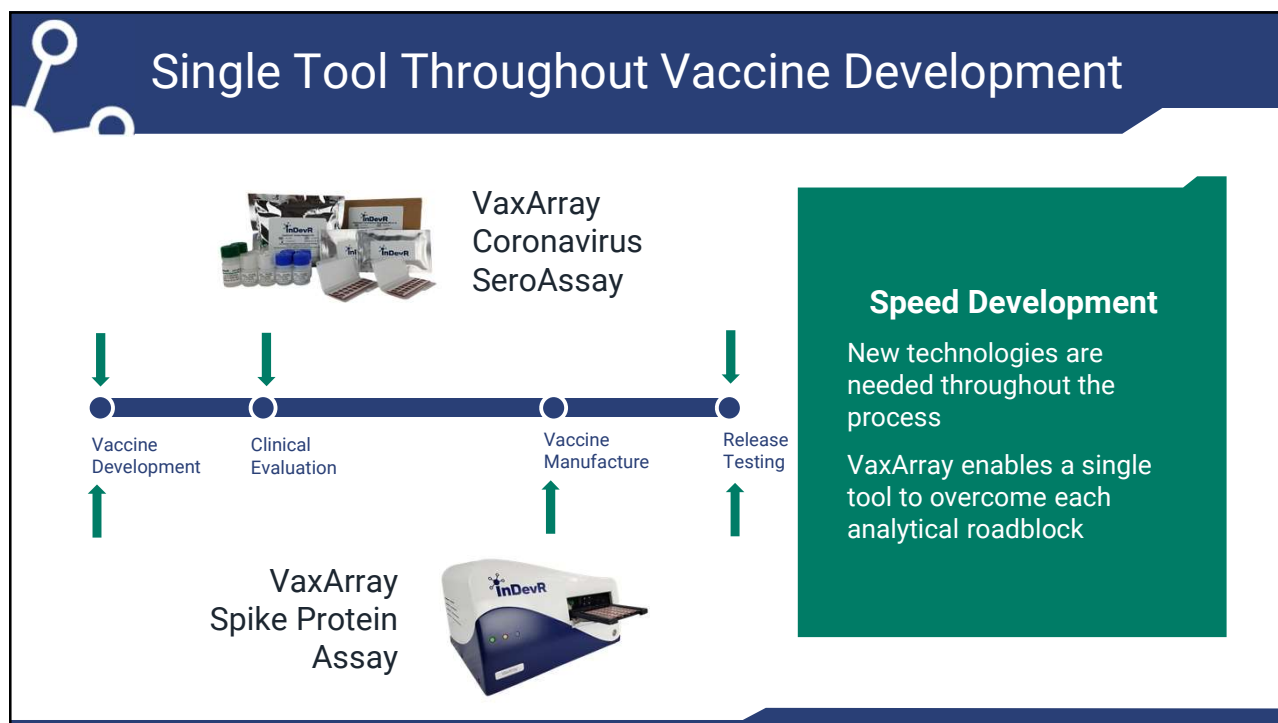 Single Tool Throughout Vaccine Development
VaxArray
Coronavirus
SeroAssay
InDevR
InDevR
Vaccine
Development
Clinical
Evaluation
Vaccine
Manufacture
Release
Testing
VaxArray
Spike Protein
Assay
InDevR
Speed Development
New technologies are
needed throughout the
process
VaxArray enables a single
tool to overcome each
analytical roadblock